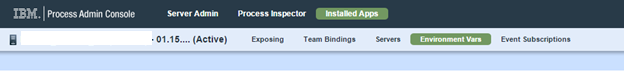 IBM. Process Admin Console Server Admin Process Inspector Installed Apps
- 01.15.... (Active) Exposing Team Bindings Servers Environment Vars Event Subscriptions